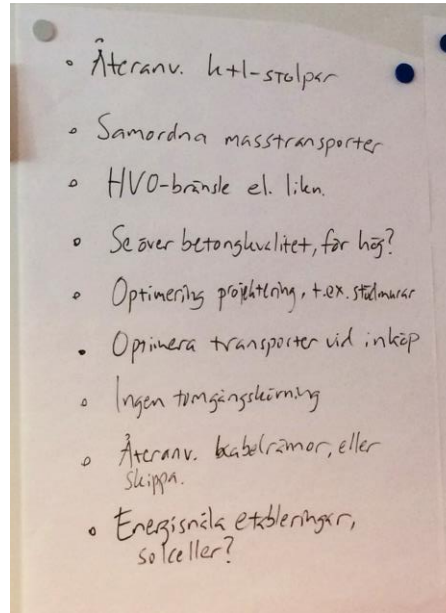 • Återanv. ktl-stolpar
• Samordna masstransporter
• HVO-bränsle el. likn.
• Se över betongkvalitet, för hög?
• Optimering projektering, t.ex. stödmurar
• Optimera transporter vid inköp
• Ingen tomgångskörning
• Återanv. kabelrännor, eller
skippa.
• Energisnåla etableringar,
solceller?